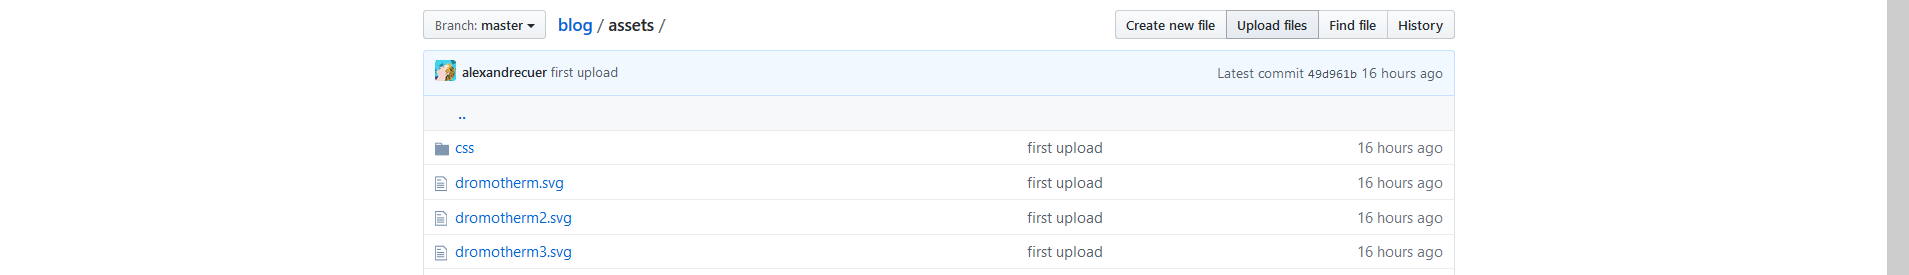 Branch: master blog / assets / Create new file Upload files Find file History
alexandrecuer first upload Latest commit 49d961b 16 hours ago
..
css first upload 16 hours ago
dromotherm.svg first upload 16 hours ago
dromotherm2.svg first upload 16 hours ago
dromotherm3.svg first upload 16 hours ago